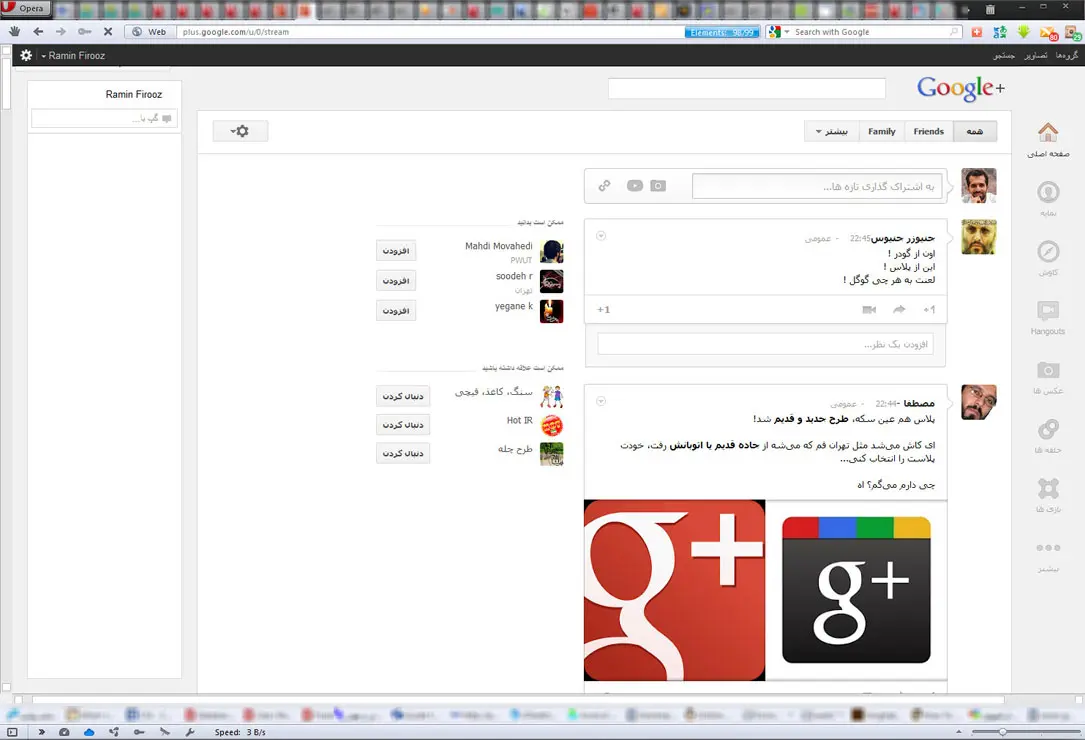 Opera
Web
plus.google.com/u/0/stream
Elements: 98/99
Search with Google
80
29
Ramin Firooz
گروه‌ها تصاویر جستجو
Google+
Ramin Firooz
گپ با...
همه
Friends
Family
بیشتر
صفحه اصلی
نمایه
کاوش
Hangouts
عکس ها
حلقه ها
بازی ها
بیشتر
به اشتراک گذاری تازه ها...
ممکن است بدانید
Mahdi Movahedi
PWUT
افزودن
soodeh r
تهران
افزودن
yegane k
افزودن
ممکن است علاقه داشته باشید
سنگ، کاغذ، قیچی
دنبال کردن
Hot IR
دنبال کردن
طرح چله
دنبال کردن
22:45 - عمومی
اون از گودر !
این از پلاس !
لعنت به هر چی گوگل !
+1
+1
افزودن یک نظر...
مصطفا - 22:44 - عمومی
پلاس هم عین سکه، طرح جدید و قدیم شد!
ای کاش می‌شد مثل تهران قم که می‌شه از جاده قدیم یا اتوبانش رفت، خودت
پلاست را انتخاب کنی...
چی دارم می‌گم؟ اه
g+
g+
Speed: 3 B/s